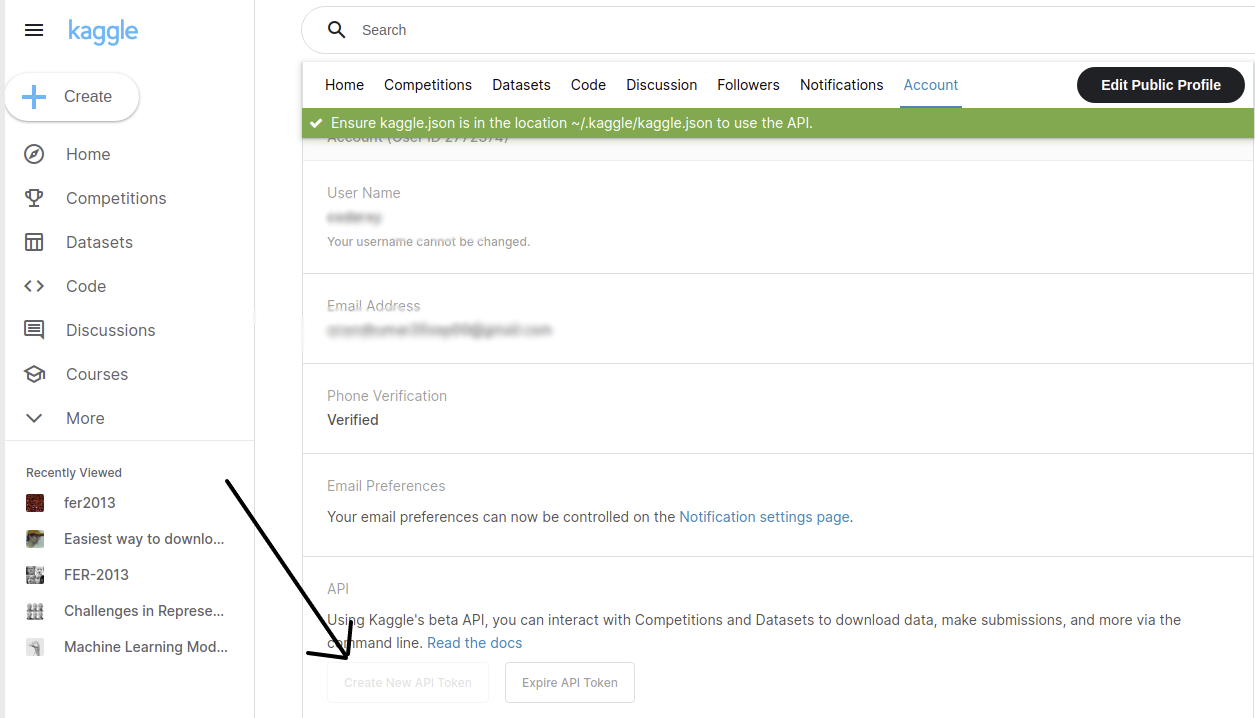 kaggle
Create
Home
Competitions
Datasets
Code
Discussions
Courses
More
Recently Viewed
fer2013
Easiest way to downlo...
FER-2013
Challenges in Represe...
Machine Learning Mod...
Search
Home Competitions Datasets Code Discussion Followers Notifications Account Edit Public Profile
Ensure kaggle.json is in the location ~/.kaggle/kaggle.json to use the API.
Account (User ID 2772574)
User Name
Your username cannot be changed.
Email Address
Phone Verification
Verified
Email Preferences
Your email preferences can now be controlled on the Notification settings page.
API
Using Kaggle's beta API, you can interact with Competitions and Datasets to download data, make submissions, and more via the
command line. Read the docs
Create New API Token Expire API Token